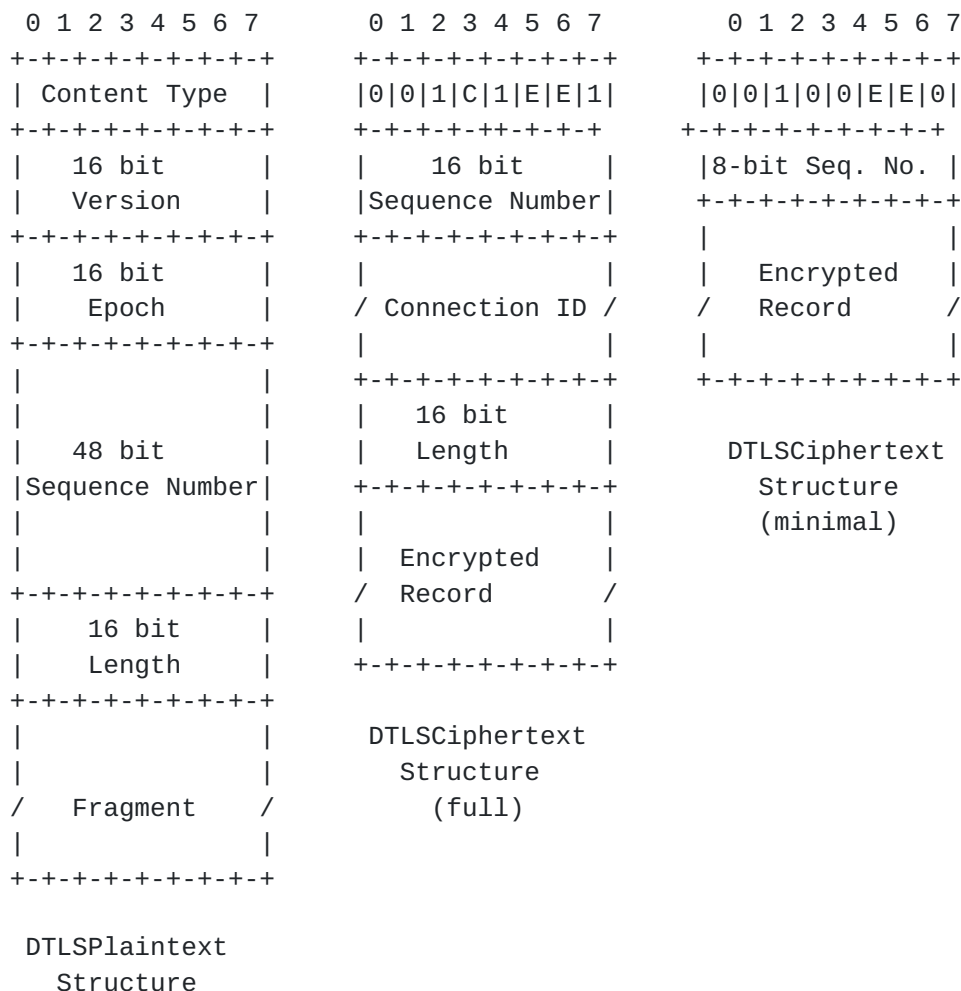 0 1 2 3 4 5 6 7       0 1 2 3 4 5 6 7        0 1 2 3 4 5 6 7
+-+-+-+-+-+-+-+-+     +-+-+-+-+-+-+-+-+     +-+-+-+-+-+-+-+-+
| Content Type  |     |0|0|1|C|1|E|E|1|     |0|0|1|0|0|E|E|0|
+-+-+-+-+-+-+-+-+     +-+-+-+-++-+-+-+     +-+-+-+-+-+-+-+-+
|   16 bit      |     |    16 bit     |     |8-bit Seq. No. |
|   Version     |     |Sequence Number|     +-+-+-+-+-+-+-+-+
+-+-+-+-+-+-+-+-+     +-+-+-+-+-+-+-+-+     |               |
|   16 bit      |     |               |     |   Encrypted   |
|    Epoch      |     / Connection ID /     /   Record      /
+-+-+-+-+-+-+-+-+     |               |     |               |
|               |     +-+-+-+-+-+-+-+-+     +-+-+-+-+-+-+-+-+
|               |     |   16 bit      |
|   48 bit      |     |   Length      |       DTLSCiphertext
|Sequence Number|     +-+-+-+-+-+-+-+-+         Structure
|               |     |               |         (minimal)
|               |     |  Encrypted    |
+-+-+-+-+-+-+-+-+     /  Record       /
|    16 bit     |     |               |
|    Length     |     +-+-+-+-+-+-+-+-+
+-+-+-+-+-+-+-+-+
|               |      DTLSCiphertext
|               |        Structure
/   Fragment    /          (full)
|               |
+-+-+-+-+-+-+-+-+

 DTLSPlaintext
   Structure